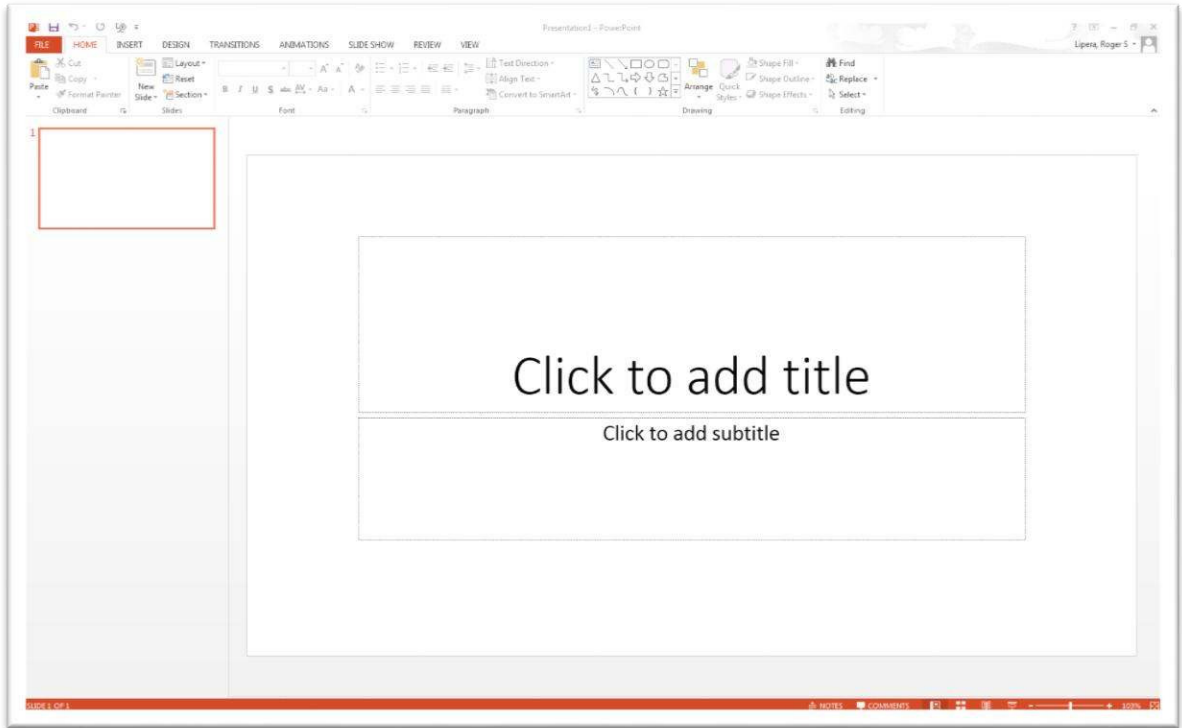 Presentation1 - PowerPoint
FILE HOME INSERT DESIGN TRANSITIONS ANIMATIONS SLIDE SHOW REVIEW VIEW
Lipera, Roger S
Paste
Cut
Copy
Format Painter
Clipboard
New Slide
Layout
Reset
Section
Slides
B I U S abc AV Aa A
Font
Text Direction
Align Text
Convert to SmartArt
Paragraph
Arrange
Quick Styles
Shape Fill
Shape Outline
Shape Effects
Drawing
Find
Replace
Select
Editing
1
Click to add title
Click to add subtitle
SLIDE 1 OF 1
NOTES COMMENTS
103%